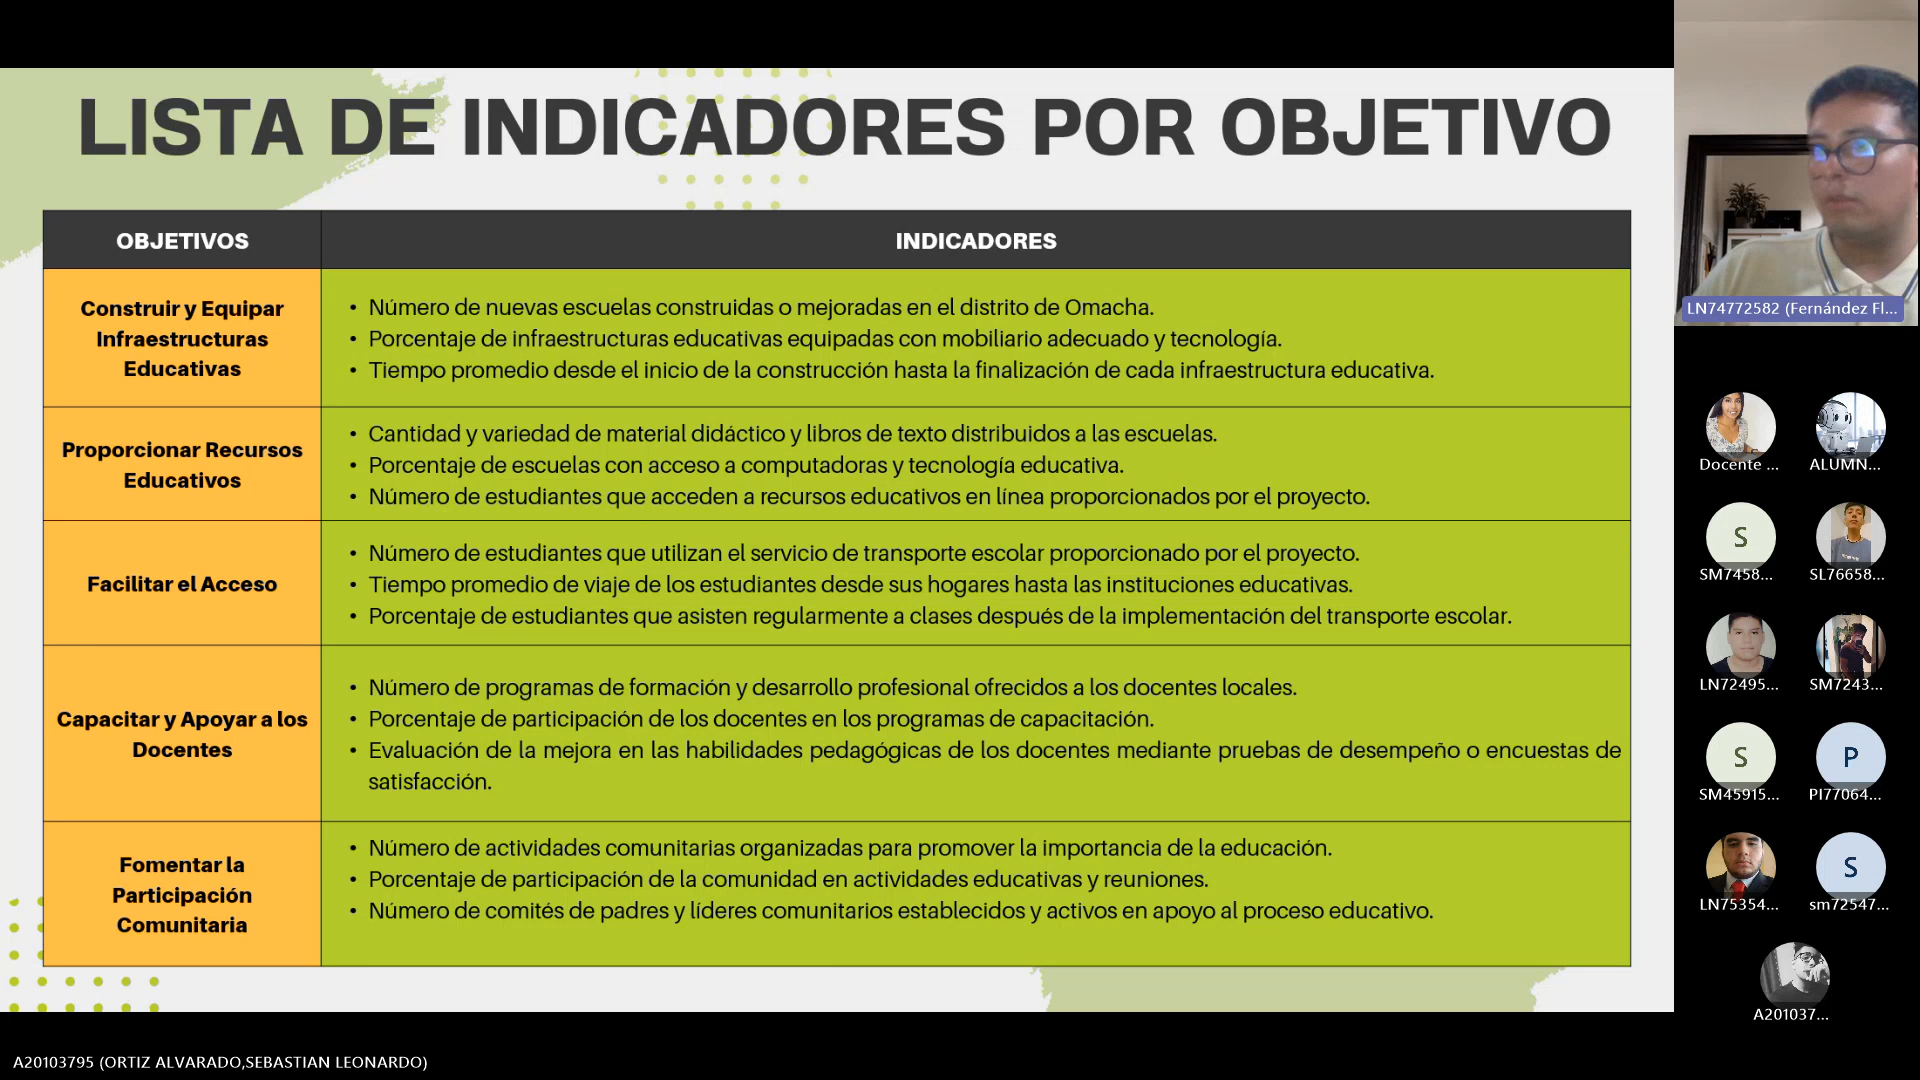 LISTA DE INDICADORES POR OBJETIVO
OBJETIVOS
INDICADORES
Construir y Equipar
Infraestructuras
Educativas
• Número de nuevas escuelas construidas o mejoradas en el distrito de Omacha.
• Porcentaje de infraestructuras educativas equipadas con mobiliario adecuado y tecnología.
• Tiempo promedio desde el inicio de la construcción hasta la finalización de cada infraestructura educativa.
Proporcionar Recursos
Educativos
• Cantidad y variedad de material didáctico y libros de texto distribuidos a las escuelas.
• Porcentaje de escuelas con acceso a computadoras y tecnología educativa.
• Número de estudiantes que acceden a recursos educativos en línea proporcionados por el proyecto.
Facilitar el Acceso
• Número de estudiantes que utilizan el servicio de transporte escolar proporcionado por el proyecto.
• Tiempo promedio de viaje de los estudiantes desde sus hogares hasta las instituciones educativas.
• Porcentaje de estudiantes que asisten regularmente a clases después de la implementación del transporte escolar.
Capacitar y Apoyar a los
Docentes
• Número de programas de formación y desarrollo profesional ofrecidos a los docentes locales.
• Porcentaje de participación de los docentes en los programas de capacitación.
• Evaluación de la mejora en las habilidades pedagógicas de los docentes mediante pruebas de desempeño o encuestas de
satisfacción.
Fomentar la
Participación
Comunitaria
• Número de actividades comunitarias organizadas para promover la importancia de la educación.
• Porcentaje de participación de la comunidad en actividades educativas y reuniones.
• Número de comités de padres y líderes comunitarios establecidos y activos en apoyo al proceso educativo.
LN74772582 (Fernández Fl...
Docente ...
ALUMN...
S
SM7458...
SL76658...
LN72495...
SM7243...
S
SM45915...
P
PI77064...
LN75354...
S
sm72547...
A201037...
A20103795 (ORTIZ ALVARADO,SEBASTIAN LEONARDO)